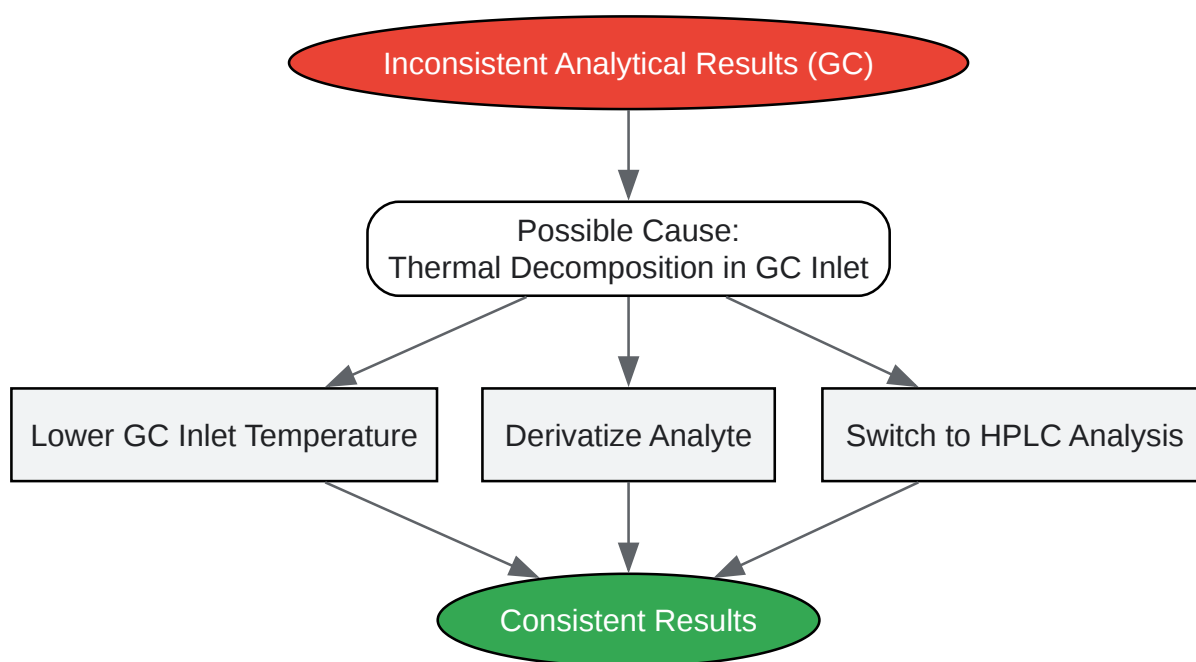 Inconsistent Analytical Results (GC)
Possible Cause:
Thermal Decomposition in GC Inlet
Lower GC Inlet Temperature
Derivatize Analyte
Switch to HPLC Analysis
Consistent Results